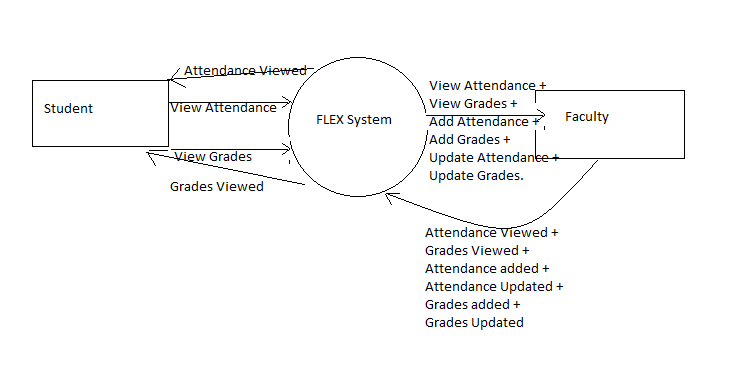 Attendance Viewed
Student
View Attendance
View Grades
Grades Viewed
FLEX System
View Attendance +
View Grades +
Add Attendance +
Add Grades +
Update Attendance +
Update Grades.
Faculty
Attendance Viewed +
Grades Viewed +
Attendance added +
Attendance Updated +
Grades added +
Grades Updated